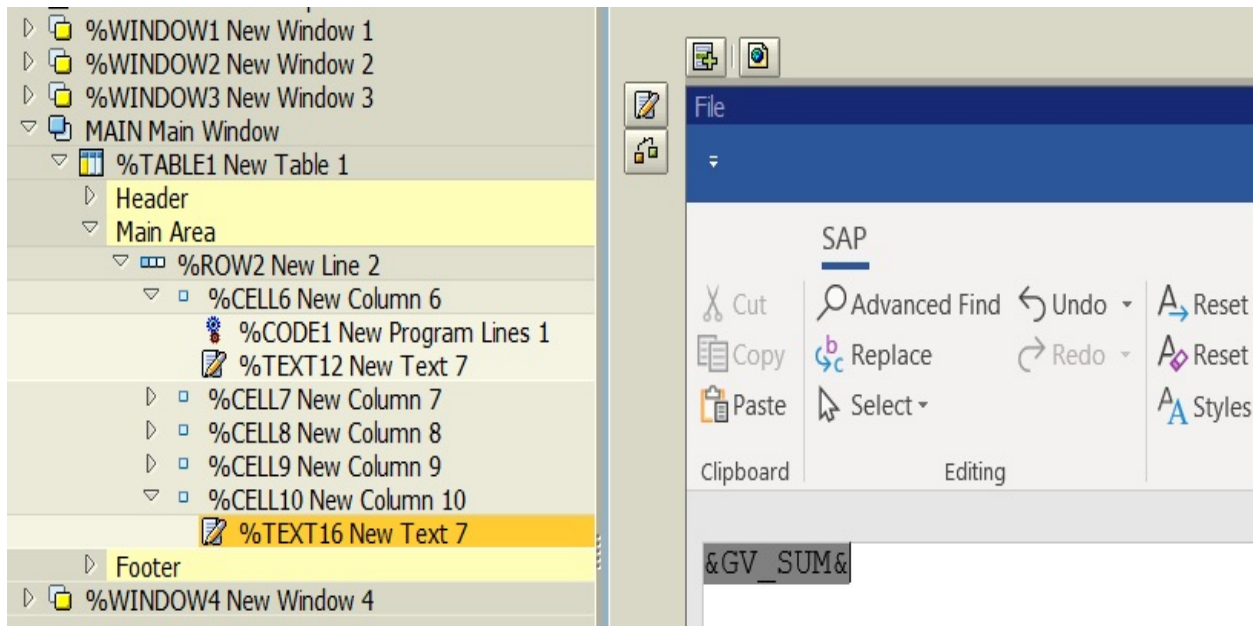 %WINDOW1 New Window 1
%WINDOW2 New Window 2
%WINDOW3 New Window 3
MAIN Main Window
%TABLE1 New Table 1
Header
Main Area
%ROW2 New Line 2
%CELL6 New Column 6
%CODE1 New Program Lines 1
%TEXT12 New Text 7
%CELL7 New Column 7
%CELL8 New Column 8
%CELL9 New Column 9
%CELL10 New Column 10
%TEXT16 New Text 7
Footer
%WINDOW4 New Window 4
File
SAP
Cut Advanced Find Undo Reset
Copy Replace Redo Reset
Paste Select Styles
Clipboard Editing
&GV_SUM&